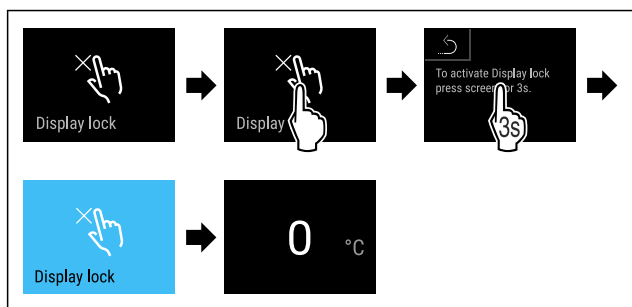 Display lock
Display
To activate Display lock
press screen for 3s.
3s
Display lock
0 °C